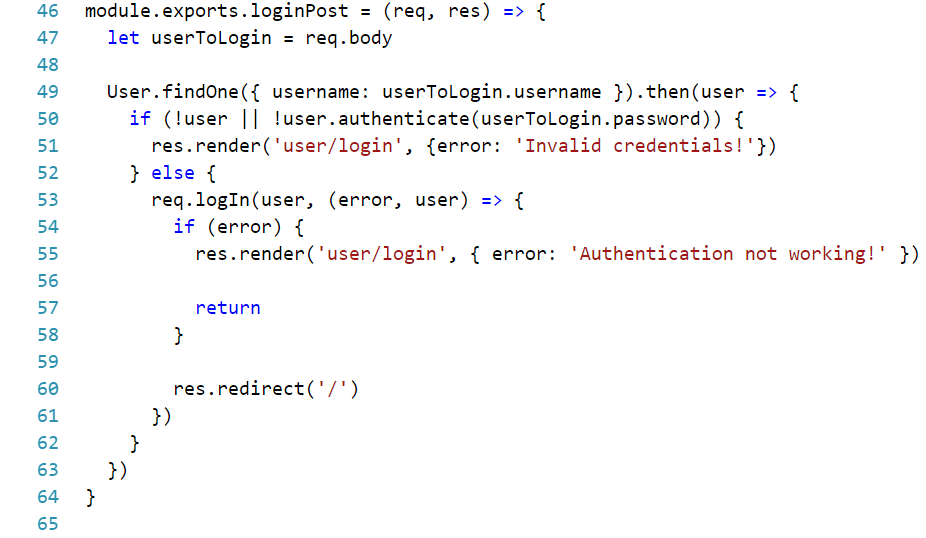 46 module.exports.loginPost = (req, res) => {
47   let userToLogin = req.body
48
49   User.findOne({ username: userToLogin.username }).then(user => {
50     if (!user || !user.authenticate(userToLogin.password)) {
51       res.render('user/login', {error: 'Invalid credentials!'})
52     } else {
53       req.logIn(user, (error, user) => {
54         if (error) {
55           res.render('user/login', { error: 'Authentication not working!' })
56
57           return
58         }
59
60         res.redirect('/')
61       })
62     }
63   })
64 }
65